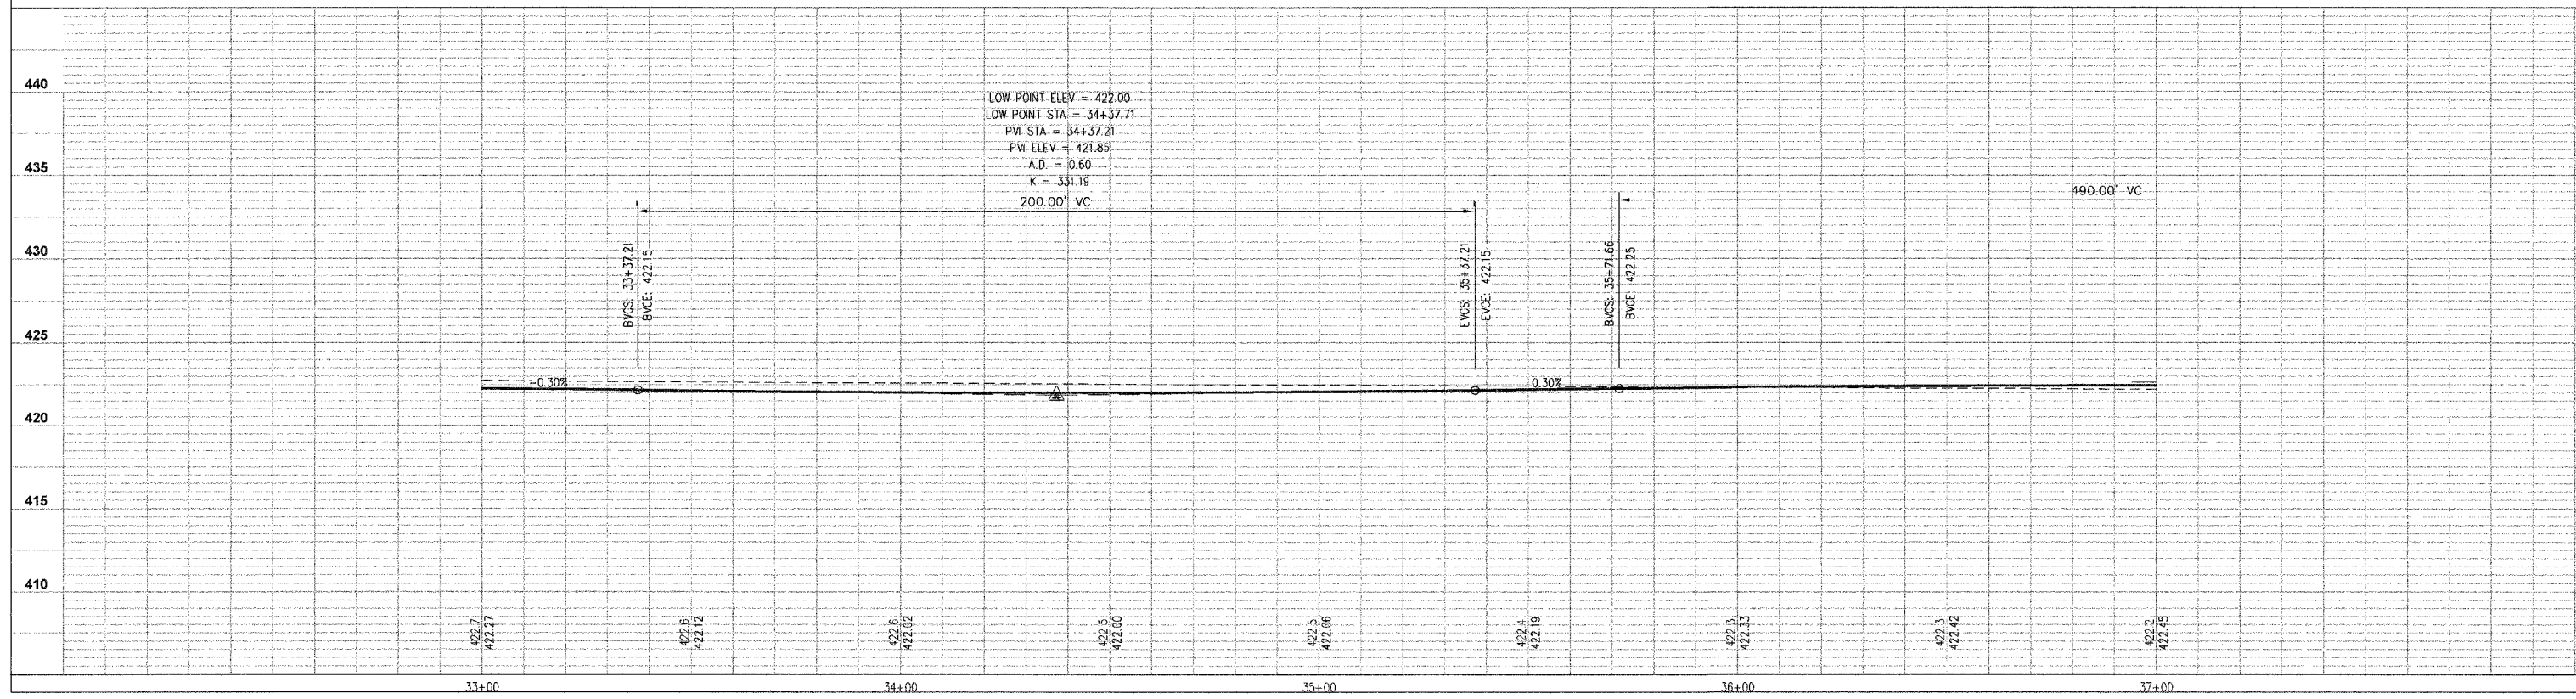 440
435
430
425
420
415
410
LOW POINT ELEV = 422.00
LOW POINT STA = 34+37.71
PVI STA = 34+37.21
PVI ELEV = 421.85
A.D. = 0.60
K = 331.19
200.00' VC
490.00' VC
BVCS: 33+37.21
BVCE: 422.15
EVCS: 35+37.21
EVCE: 422.15
BVCS: 35+71.66
BVCE: 422.25
-0.30%
0.30%
422.7
422.27
422.6
422.12
422.6
422.02
422.5
422.00
422.5
422.06
422.4
422.19
422.3
422.33
422.3
422.42
422.2
422.45
33+00
34+00
35+00
36+00
37+00